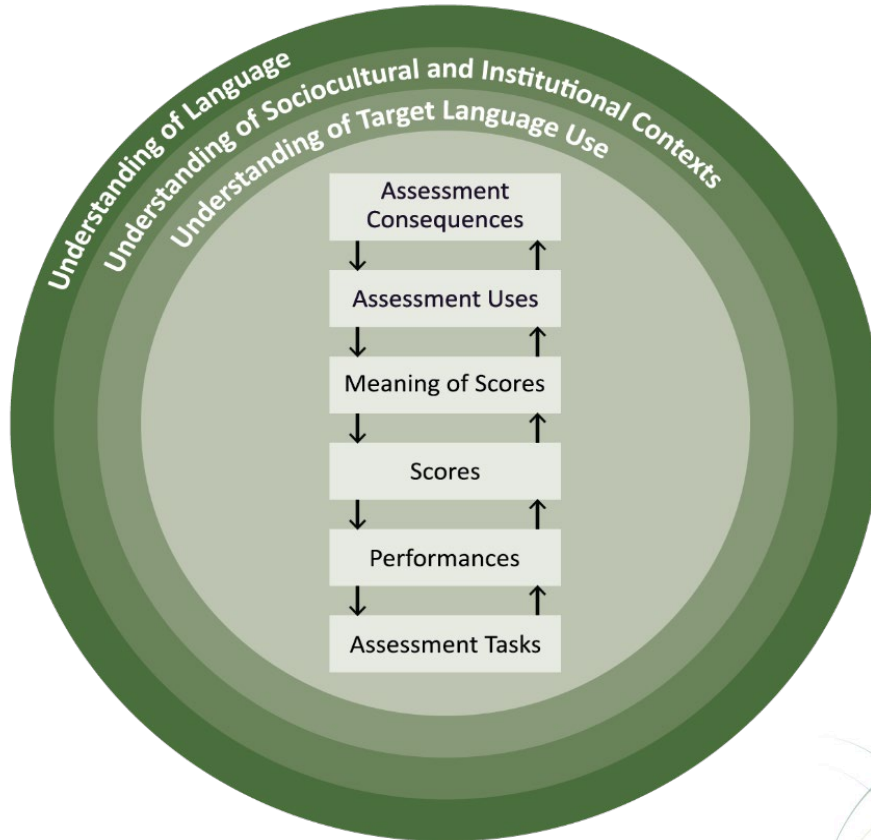 Understanding of Language
Understanding of Sociocultural and Institutional Contexts
Understanding of Target Language Use
Assessment
Consequences
Assessment Uses
Meaning of Scores
Scores
Performances
Assessment Tasks